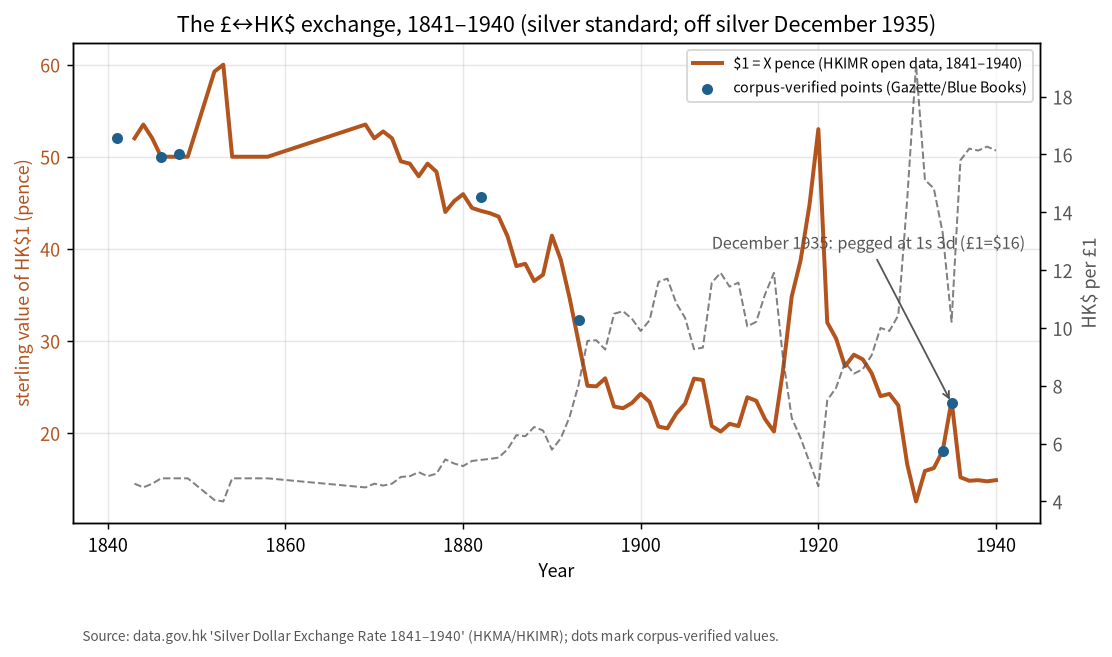 The £↔HK$ exchange, 1841–1940 (silver standard; off silver December 1935)
$1 = X pence (HKIMR open data, 1841–1940)
corpus-verified points (Gazette/Blue Books)
sterling value of HK$1 (pence)
60
50
40
30
20
HK$ per £1
18
16
14
12
10
8
6
4
December 1935: pegged at 1s 3d (£1=$16)
1840
1860
1880
1900
1920
1940
Year
Source: data.gov.hk 'Silver Dollar Exchange Rate 1841–1940' (HKMA/HKIMR); dots mark corpus-verified values.